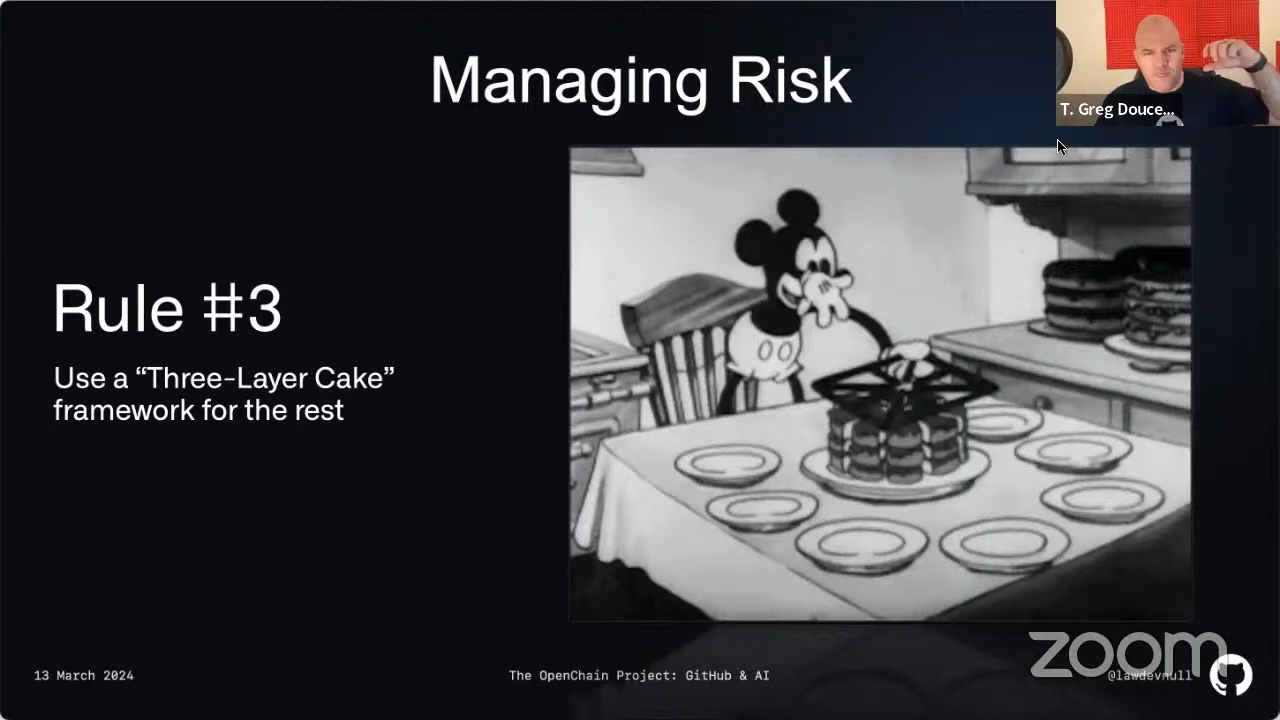 Managing Risk
T. Greg Douce...
Rule #3
Use a “Three-Layer Cake”
framework for the rest
13 March 2024
The OpenChain Project: GitHub & AI
@lawdevnull
zoom